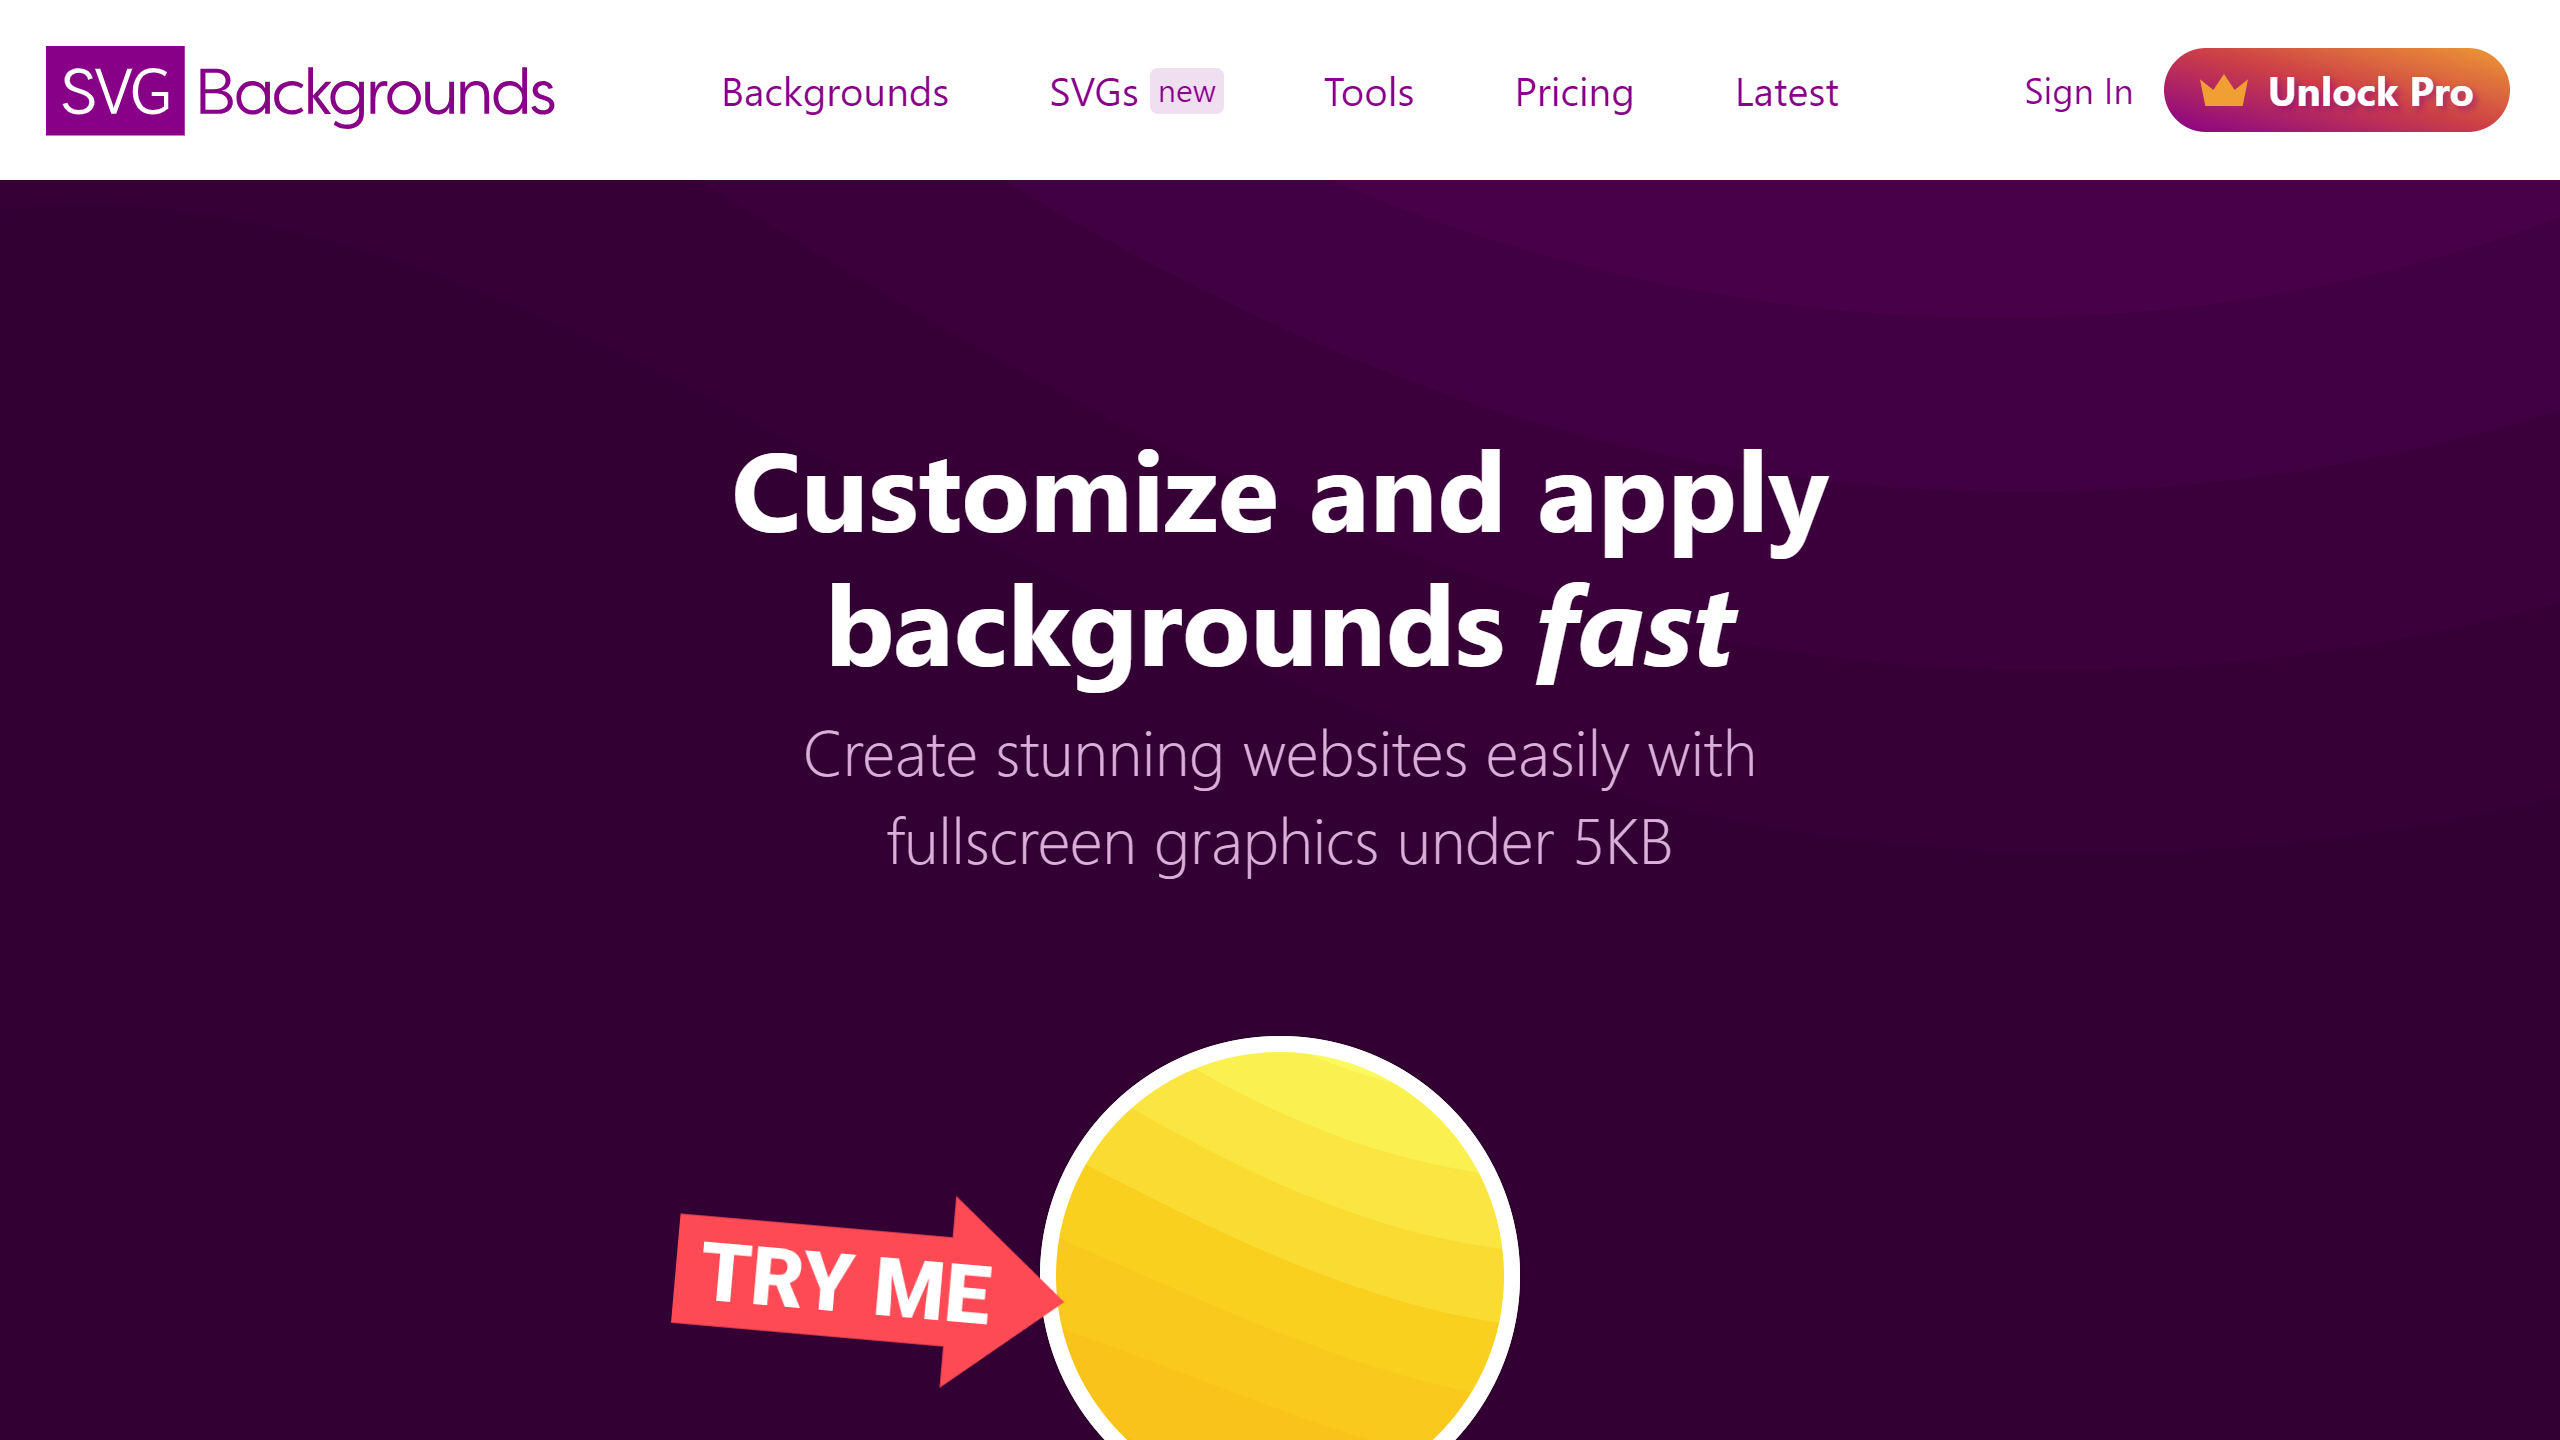 SVG Backgrounds
Backgrounds
SVGs new
Tools
Pricing
Latest
Sign In
Unlock Pro
Customize and apply
backgrounds fast
Create stunning websites easily with
fullscreen graphics under 5KB
TRY ME